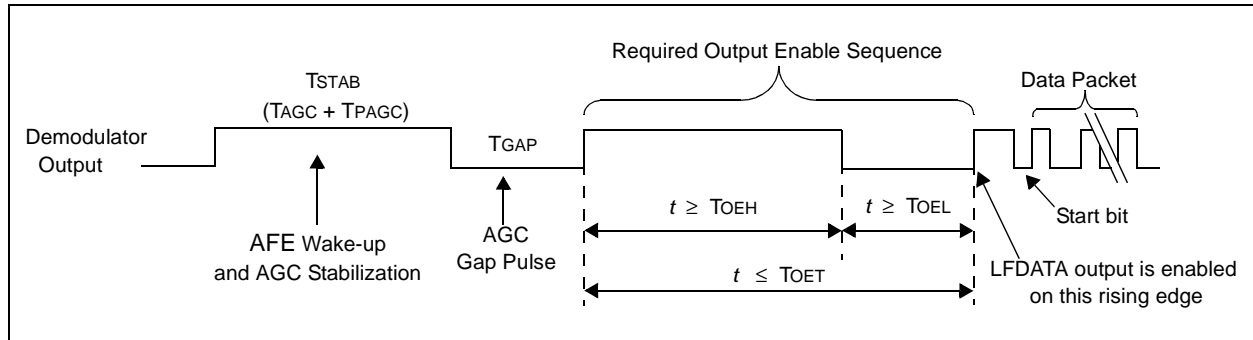 Required Output Enable Sequence
Data Packet
TSTAB
(TAGC + TPAGC)
Demodulator
Output
TGAP
t ≥ TOEH
t ≥ TOEL
Start bit
AFE Wake-up
and AGC Stabilization
AGC
Gap Pulse
t ≤ TOET
LFDATA output is enabled
on this rising edge